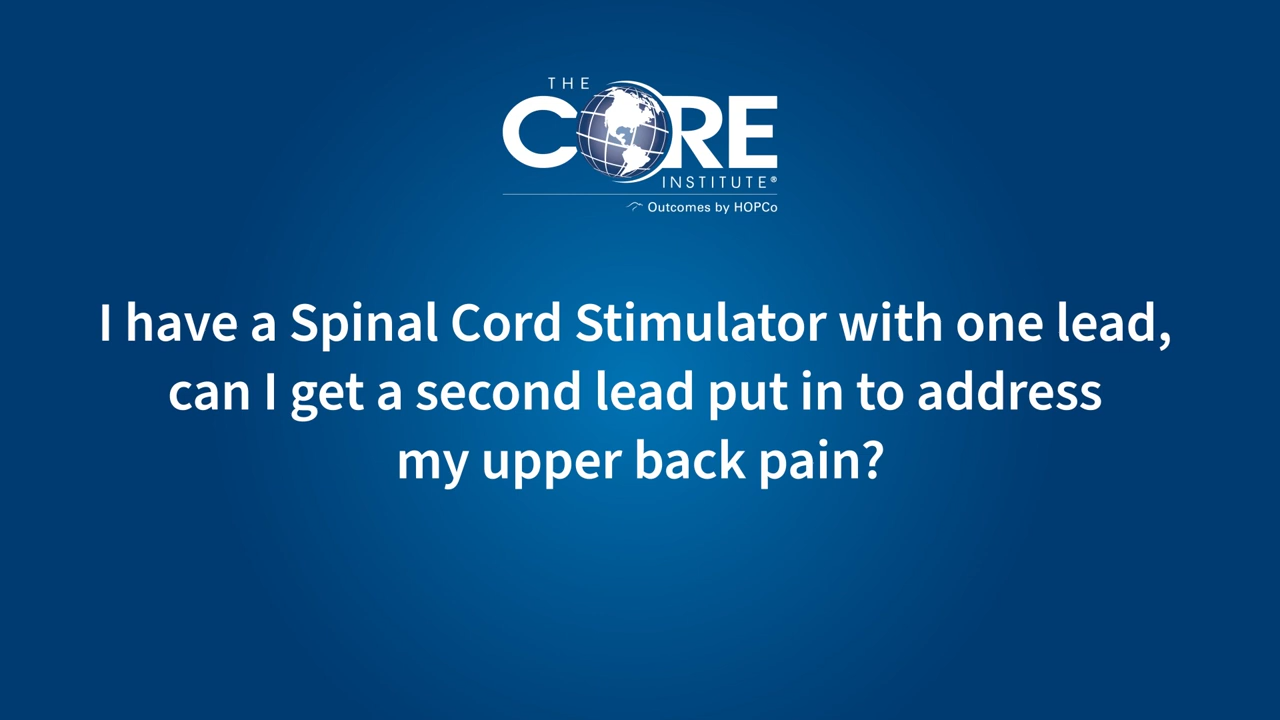 THE
CORE
INSTITUTE®
Outcomes by HOPCo
I have a Spinal Cord Stimulator with one lead,
can I get a second lead put in to address
my upper back pain?